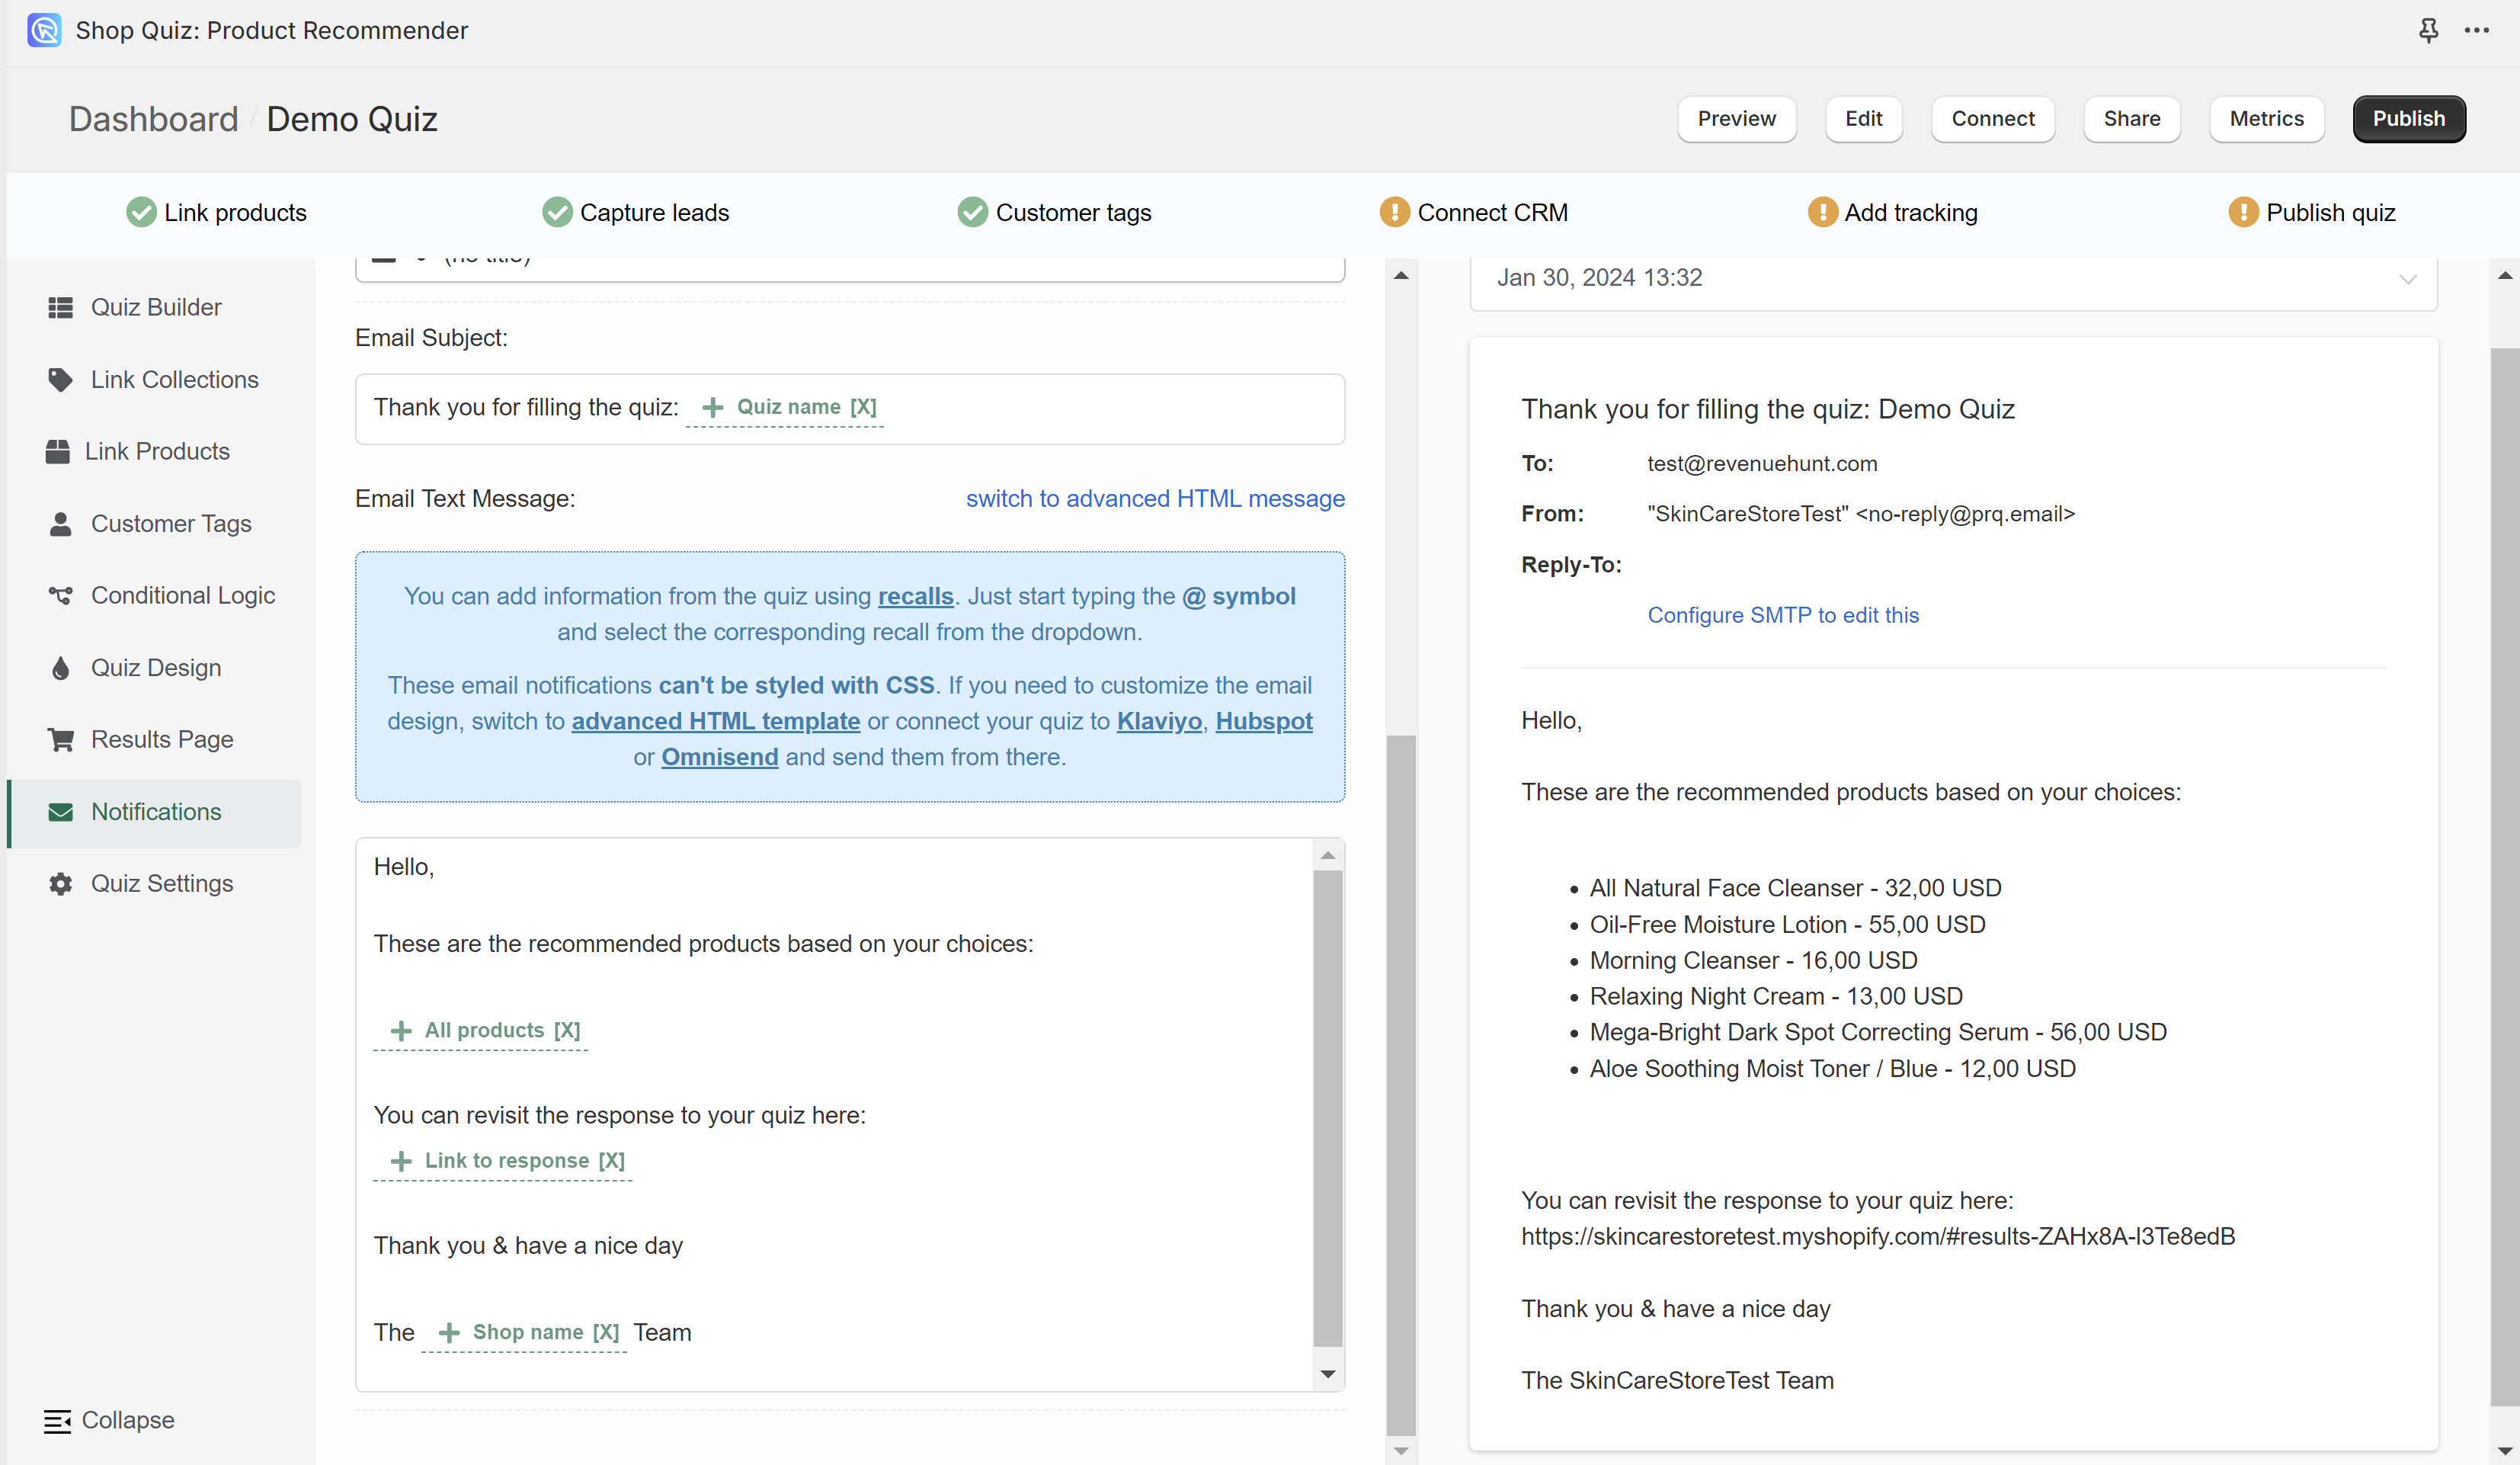 Shop Quiz: Product Recommender
Dashboard / Demo Quiz
Preview
Edit
Connect
Share
Metrics
Publish
Link products
Capture leads
Customer tags
Connect CRM
Add tracking
Publish quiz
Quiz Builder
Link Collections
Link Products
Customer Tags
Conditional Logic
Quiz Design
Results Page
Notifications
Quiz Settings
Collapse
(no title)
Email Subject:
Thank you for filling the quiz: + Quiz name [X]
Email Text Message:
switch to advanced HTML message
You can add information from the quiz using recalls. Just start typing the @ symbol
and select the corresponding recall from the dropdown.
These email notifications can't be styled with CSS. If you need to customize the email
design, switch to advanced HTML template or connect your quiz to Klaviyo, Hubspot
or Omnisend and send them from there.
Hello,
These are the recommended products based on your choices:
+ All products [X]
You can revisit the response to your quiz here:
+ Link to response [X]
Thank you & have a nice day
The + Shop name [X] Team
Jan 30, 2024 13:32
Thank you for filling the quiz: Demo Quiz
To: test@revenuehunt.com
From: "SkinCareStoreTest" <no-reply@prq.email>
Reply-To:
Configure SMTP to edit this
Hello,
These are the recommended products based on your choices:
• All Natural Face Cleanser - 32,00 USD
• Oil-Free Moisture Lotion - 55,00 USD
• Morning Cleanser - 16,00 USD
• Relaxing Night Cream - 13,00 USD
• Mega-Bright Dark Spot Correcting Serum - 56,00 USD
• Aloe Soothing Moist Toner / Blue - 12,00 USD
You can revisit the response to your quiz here:
https://skincarestoretest.myshopify.com/#results-ZAHx8A-l3Te8edB
Thank you & have a nice day
The SkinCareStoreTest Team